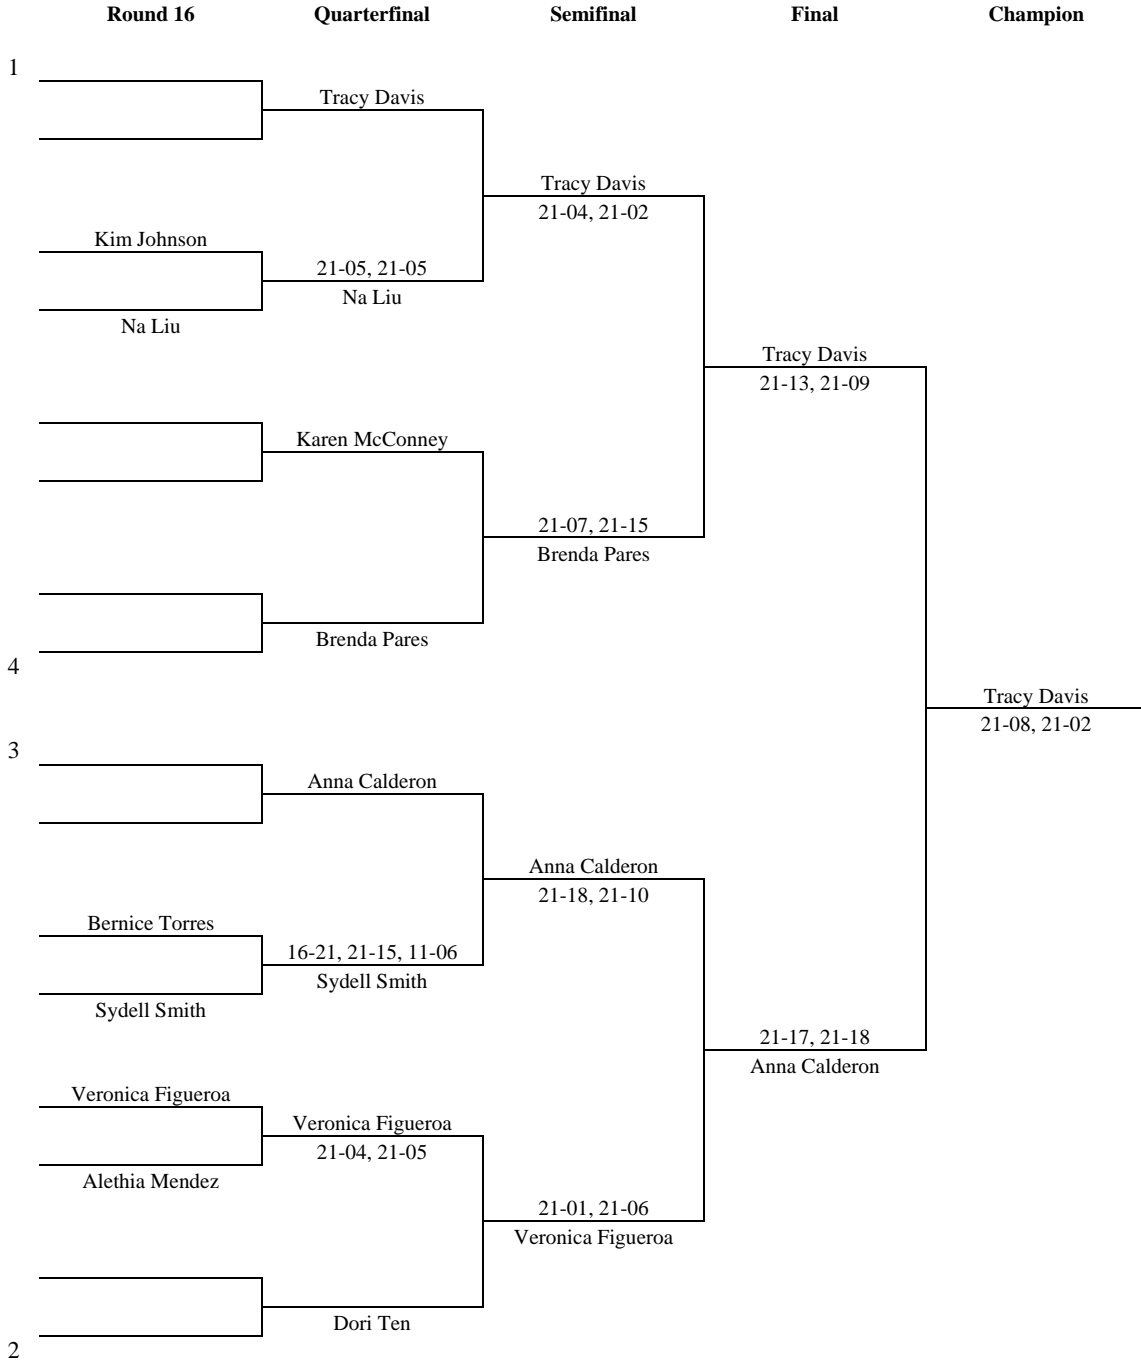 Round 16 Quarterfinal Semifinal Final Champion
1
Tracy Davis
Tracy Davis
21-04, 21-02
Kim Johnson
21-05, 21-05
Na Liu
Na Liu
Tracy Davis
21-13, 21-09
Karen McConney
21-07, 21-15
Brenda Pares
Brenda Pares
4
Tracy Davis
21-08, 21-02
3
Anna Calderon
Anna Calderon
21-18, 21-10
Bernice Torres
16-21, 21-15, 11-06
Sydell Smith
Sydell Smith
21-17, 21-18
Anna Calderon
Veronica Figueroa
Veronica Figueroa
21-04, 21-05
Alethia Mendez
21-01, 21-06
Veronica Figueroa
Dori Ten
2